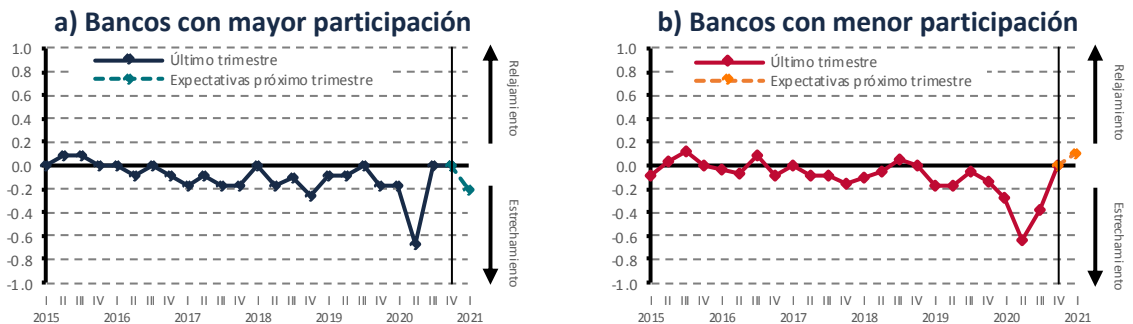 a) Bancos con mayor participación
1.0
0.8
0.6
0.4
0.2
0.0
-0.2
-0.4
-0.6
-0.8
-1.0
Último trimestre
Expectativas próximo trimestre
Relajamiento
Estrechamiento
I II III IV I II III IV I II III IV I II III IV I II III IV I II III IV I
2015 2016 2017 2018 2019 2020 2021
b) Bancos con menor participación
1.0
0.8
0.6
0.4
0.2
0.0
-0.2
-0.4
-0.6
-0.8
-1.0
Último trimestre
Expectativas próximo trimestre
Relajamiento
Estrechamiento
I II III IV I II III IV I II III IV I II III IV I II III IV I II III IV I
2015 2016 2017 2018 2019 2020 2021